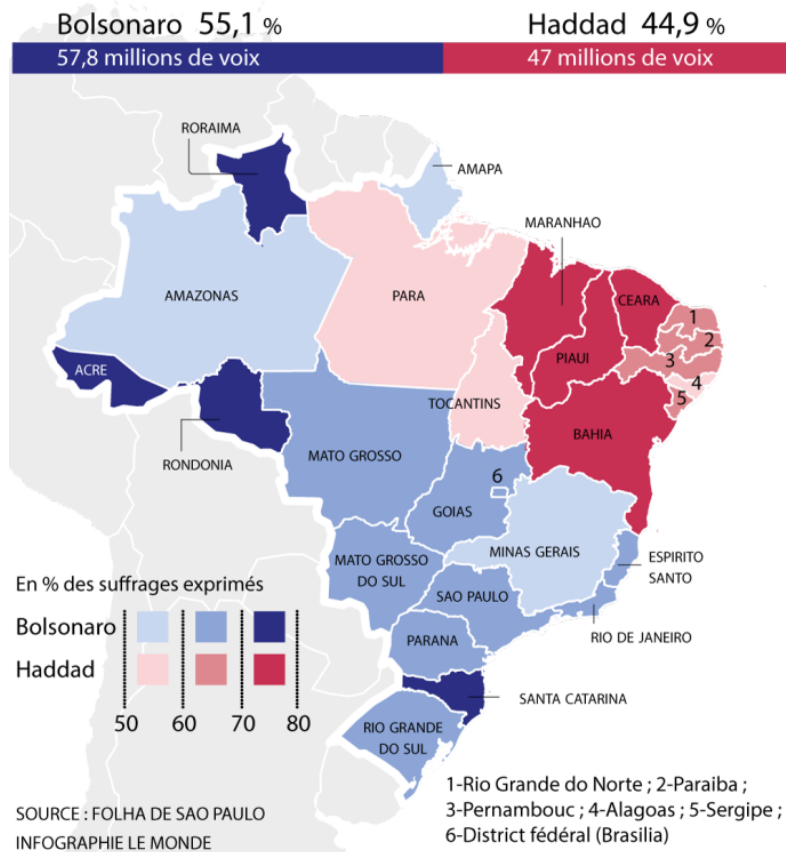 Bolsonaro 55,1 %
Haddad 44,9 %
57,8 millions de voix
47 millions de voix
RORAIMA
AMAPA
MARANHAO
AMAZONAS
PARA
CEARA
1
2
3
PIAUI
4
5
ACRE
TOCANTINS
BAHIA
RONDONIA
MATO GROSSO
6
GOIAS
MINAS GERAIS
ESPIRITO
SANTO
MATO GROSSO
DO SUL
SAO PAULO
RIO DE JANEIRO
PARANA
SANTA CATARINA
RIO GRANDE
DO SUL
En % des suffrages exprimés
Bolsonaro
Haddad
50 60 70 80
1-Rio Grande do Norte ; 2-Paraiba ;
3-Pernambouc ; 4-Alagoas ; 5-Sergipe ;
6-District fédéral (Brasilia)
SOURCE : FOLHA DE SAO PAULO
INFOGRAPHIE LE MONDE